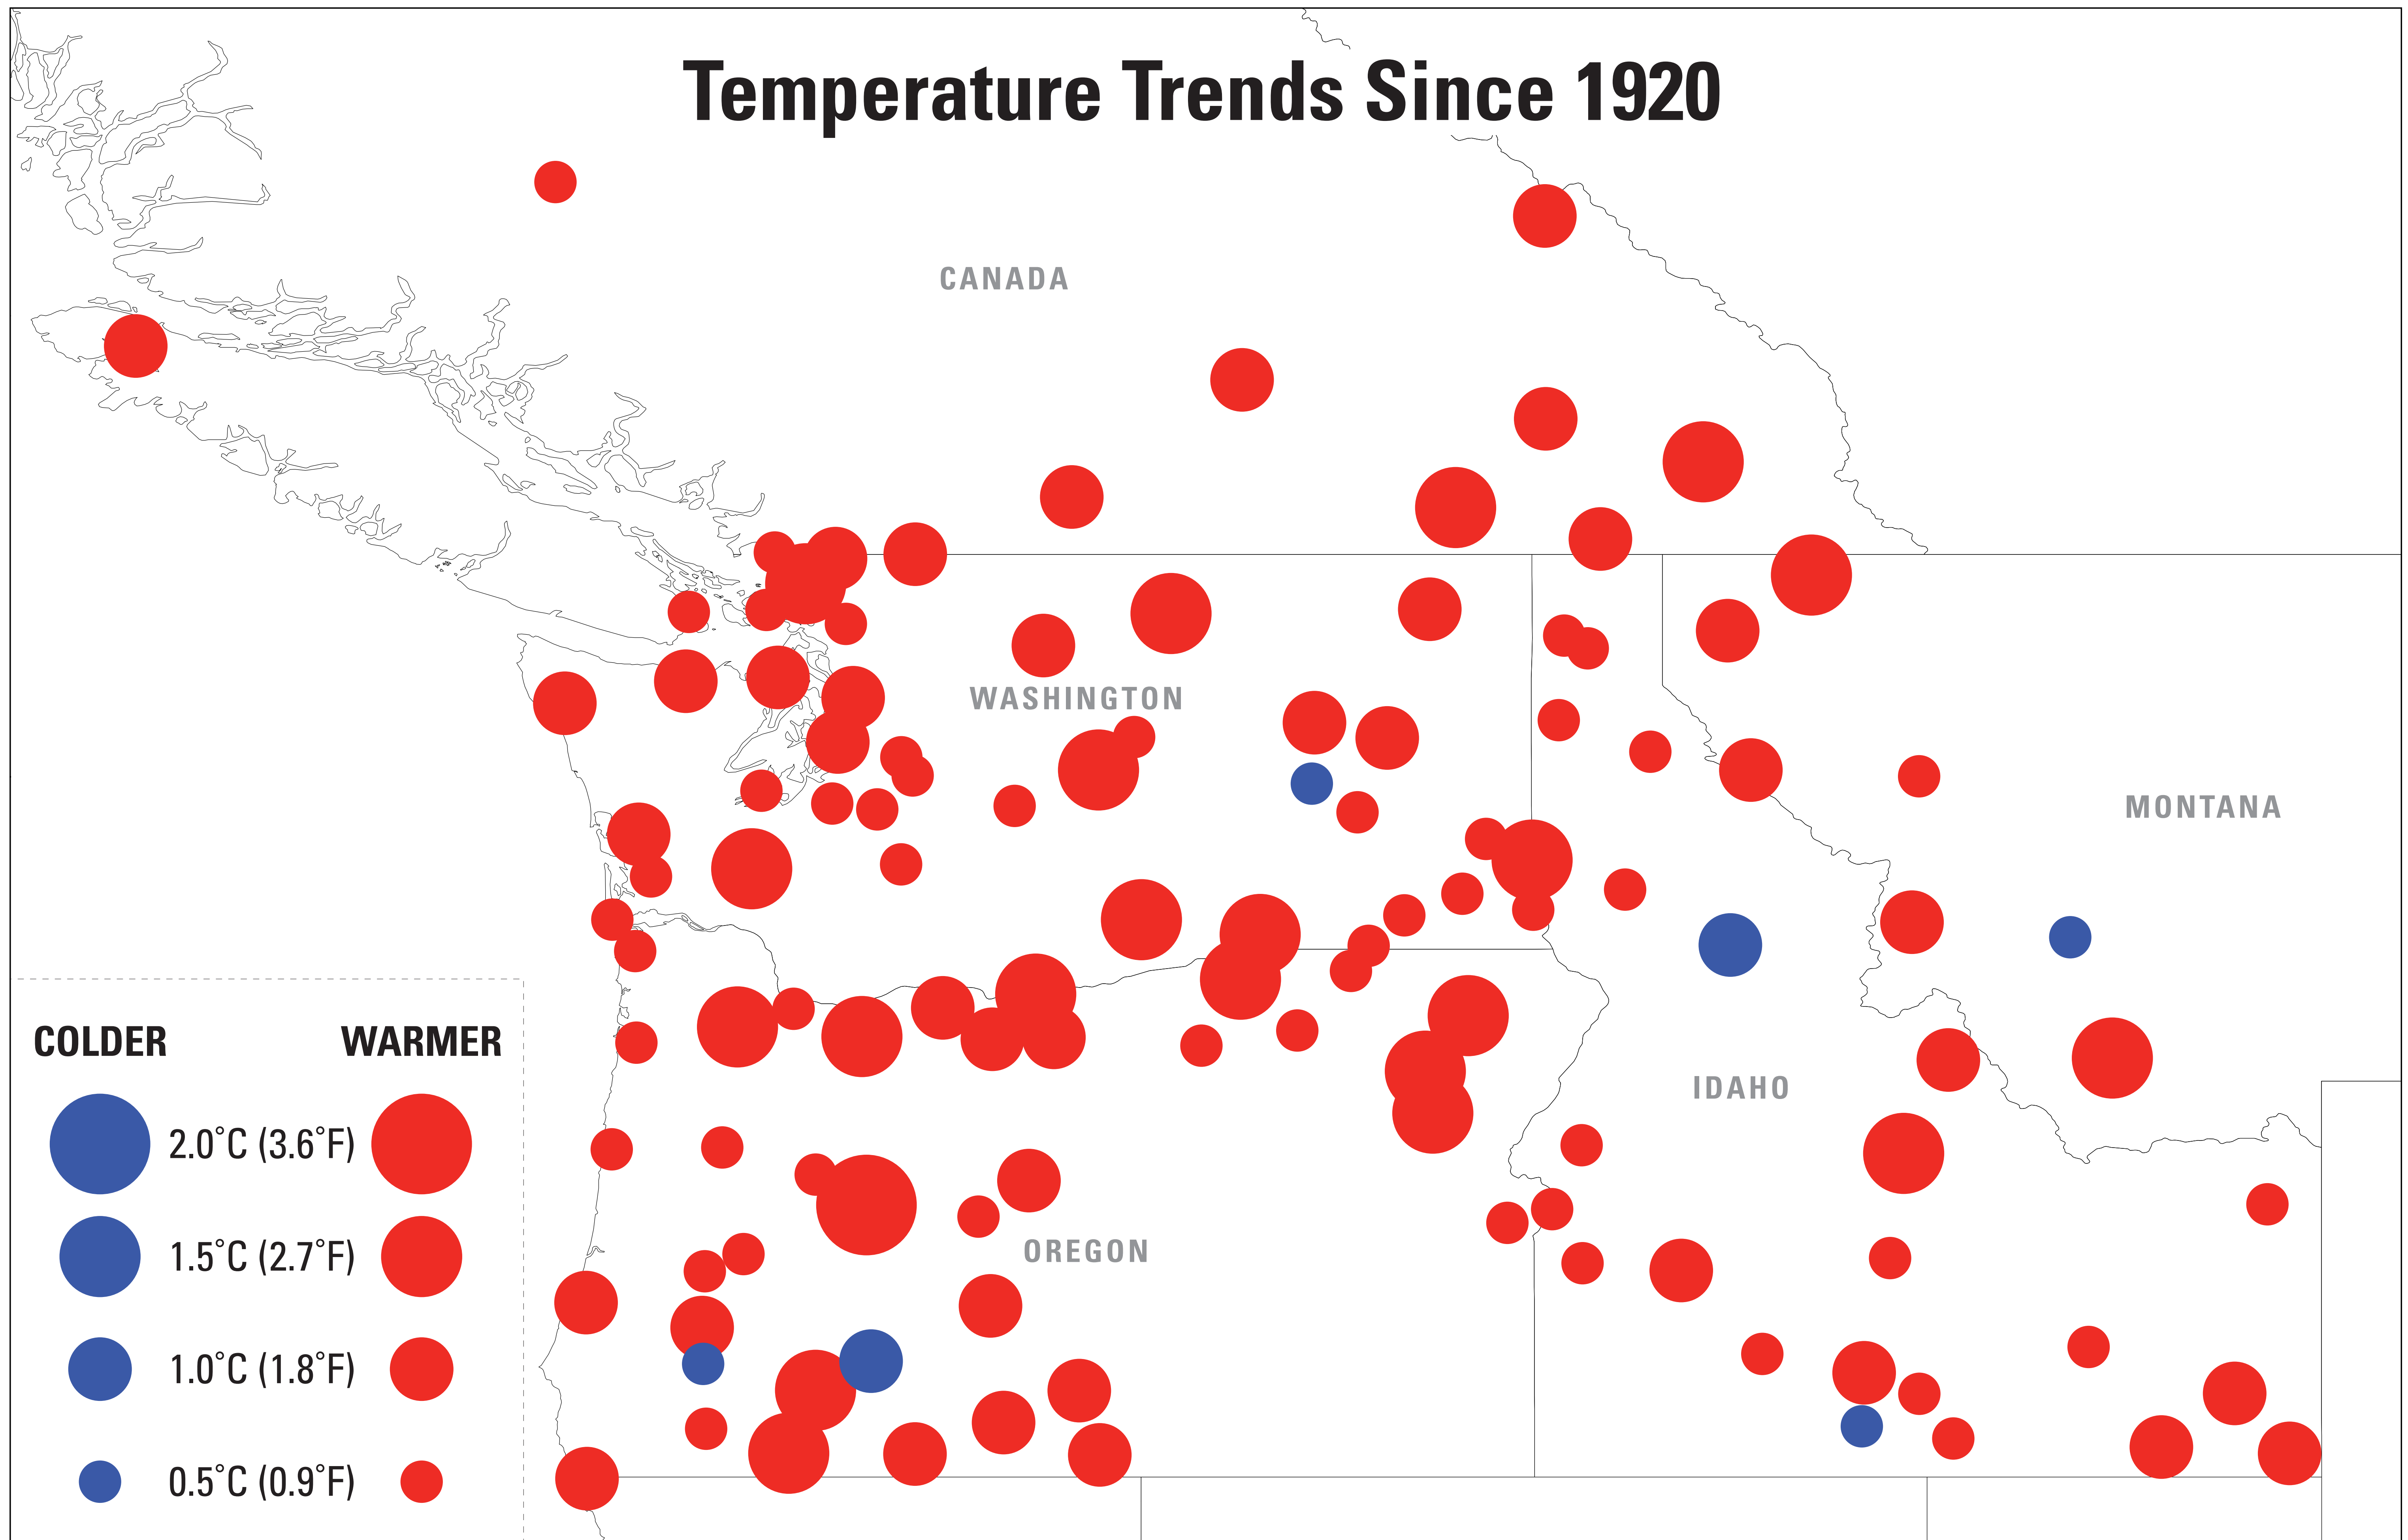 Temperature Trends Since 1920
CANADA
WASHINGTON
MONTANA
IDAHO
OREGON
COLDER WARMER
2.0°C (3.6°F)
1.5°C (2.7°F)
1.0°C (1.8°F)
0.5°C (0.9°F)